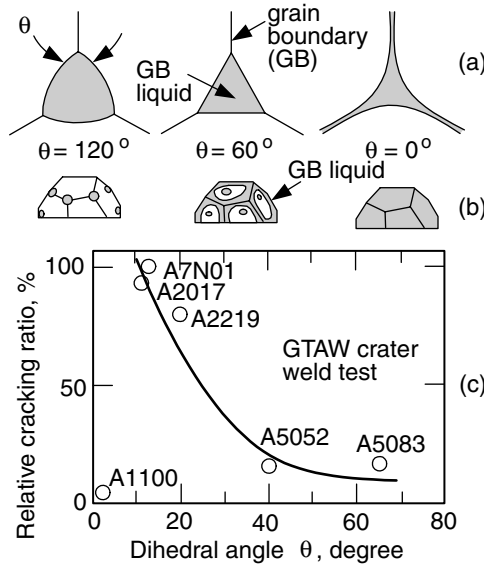 θ
grain
boundary
(GB)
GB
liquid
(a)
θ = 120 °
θ = 60 °
θ = 0 °
GB liquid
(b)
100
50
0
Relative cracking ratio, %
A7N01
A2017
A2219
GTAW crater
weld test
(c)
A5052
A5083
A1100
0 20 40 60 80
Dihedral angle θ, degree